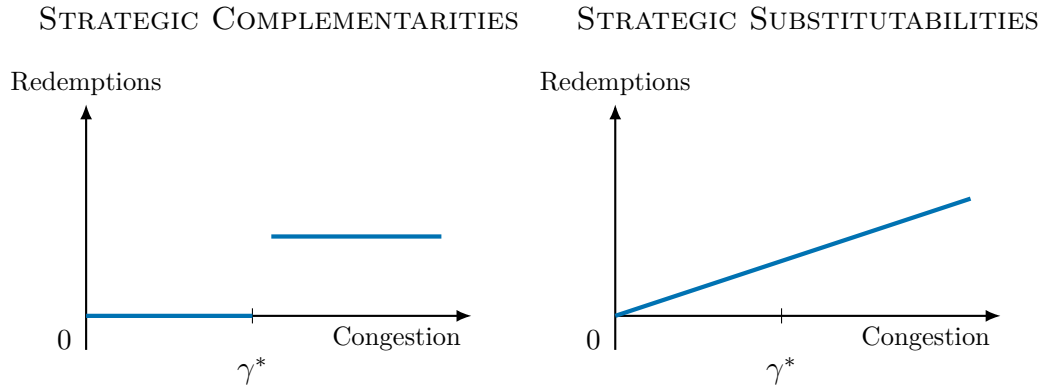 STRATEGIC COMPLEMENTARITIES
Redemptions
0
Congestion
γ*
STRATEGIC SUBSTITUTABILITIES
Redemptions
0
Congestion
γ*